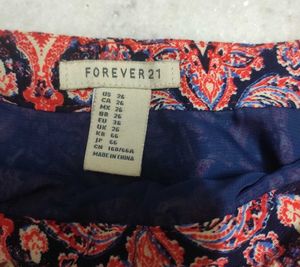 FOREVER 21
US 26
CA 26
MX 26
BR 36
EU 36
UK 26
KR 66
JP 66
CN 168/66A
MADE IN CHINA